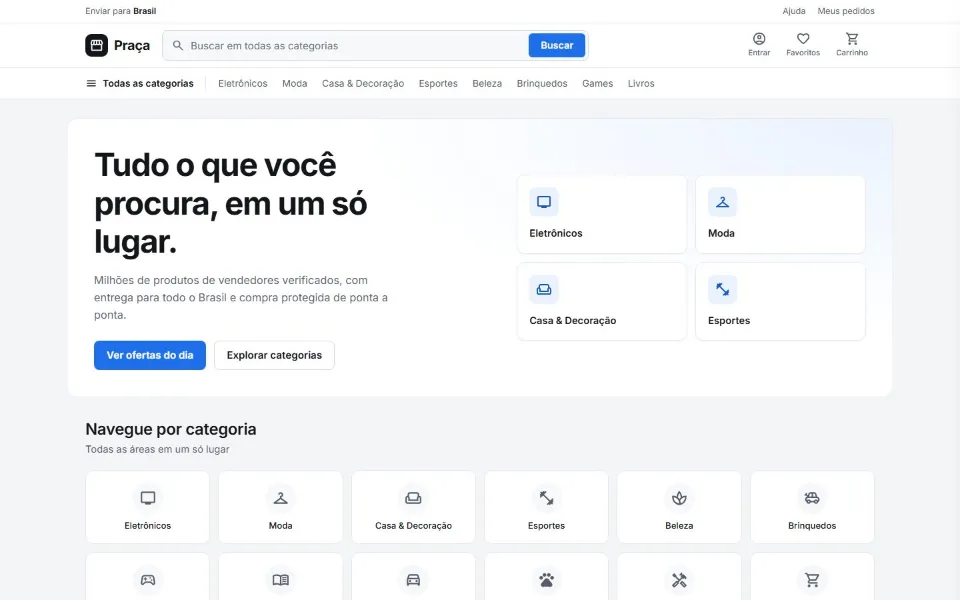 Enviar para Brasil
Ajuda
Meus pedidos
Praça
Buscar em todas as categorias
Buscar
Entrar
Favoritos
Carrinho
Todas as categorias
Eletrônicos
Moda
Casa & Decoração
Esportes
Beleza
Brinquedos
Games
Livros
Tudo o que você
procura, em um só
lugar.
Milhões de produtos de vendedores verificados, com
entrega para todo o Brasil e compra protegida de ponta a
ponta.
Ver ofertas do dia
Explorar categorias
Eletrônicos
Moda
Casa & Decoração
Esportes
Navegue por categoria
Todas as áreas em um só lugar
Eletrônicos
Moda
Casa & Decoração
Esportes
Beleza
Brinquedos